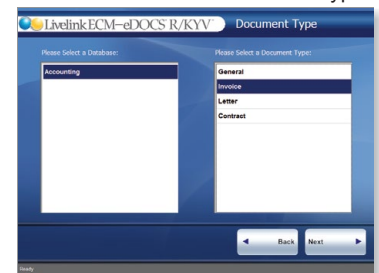 Livelink ECM-eDOCS R/KYV
Document Type
Please Select a Database:
Accounting
Please Select a Document Type:
General
Invoice
Letter
Contract
Back
Next
Ready